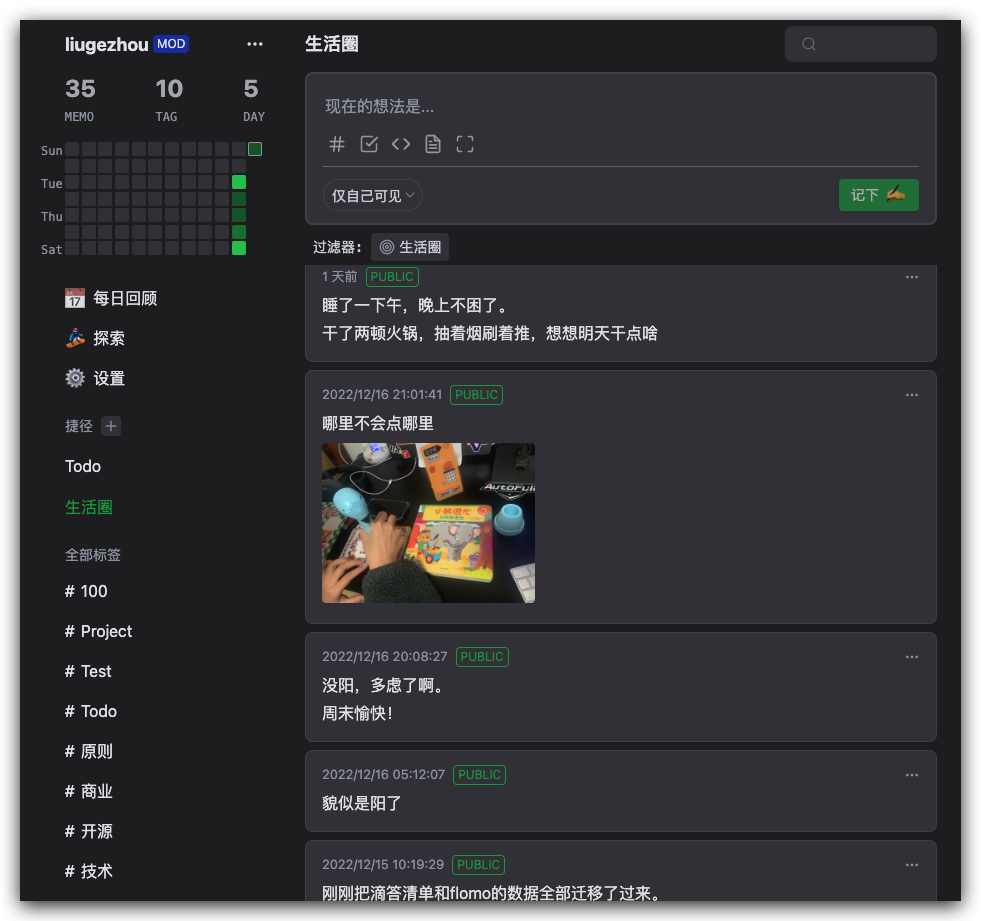 liugezhou MOD
35 10 5
MEMO TAG DAY
Sun
Tue
Thu
Sat
17 每日回顾
探索
设置
捷径
Todo
生活圈
全部标签
# 100
# Project
# Test
# Todo
# 原则
# 商业
# 开源
# 技术
生活圈
现在的想法是...
仅自己可见
记下 ✍️
过滤器: 生活圈
1 天前 PUBLIC
睡了一下午，晚上不困了。
干了两顿火锅，抽着烟刷着推，想想明天干点啥
2022/12/16 21:01:41 PUBLIC
哪里不会点哪里
AutoFull
小熊很忙
2022/12/16 20:08:27 PUBLIC
没阳，多虑了啊。
周末愉快！
2022/12/16 05:12:07 PUBLIC
貌似是阳了
2022/12/15 10:19:29 PUBLIC
刚刚把滴答清单和flomo的数据全部迁移了过来。